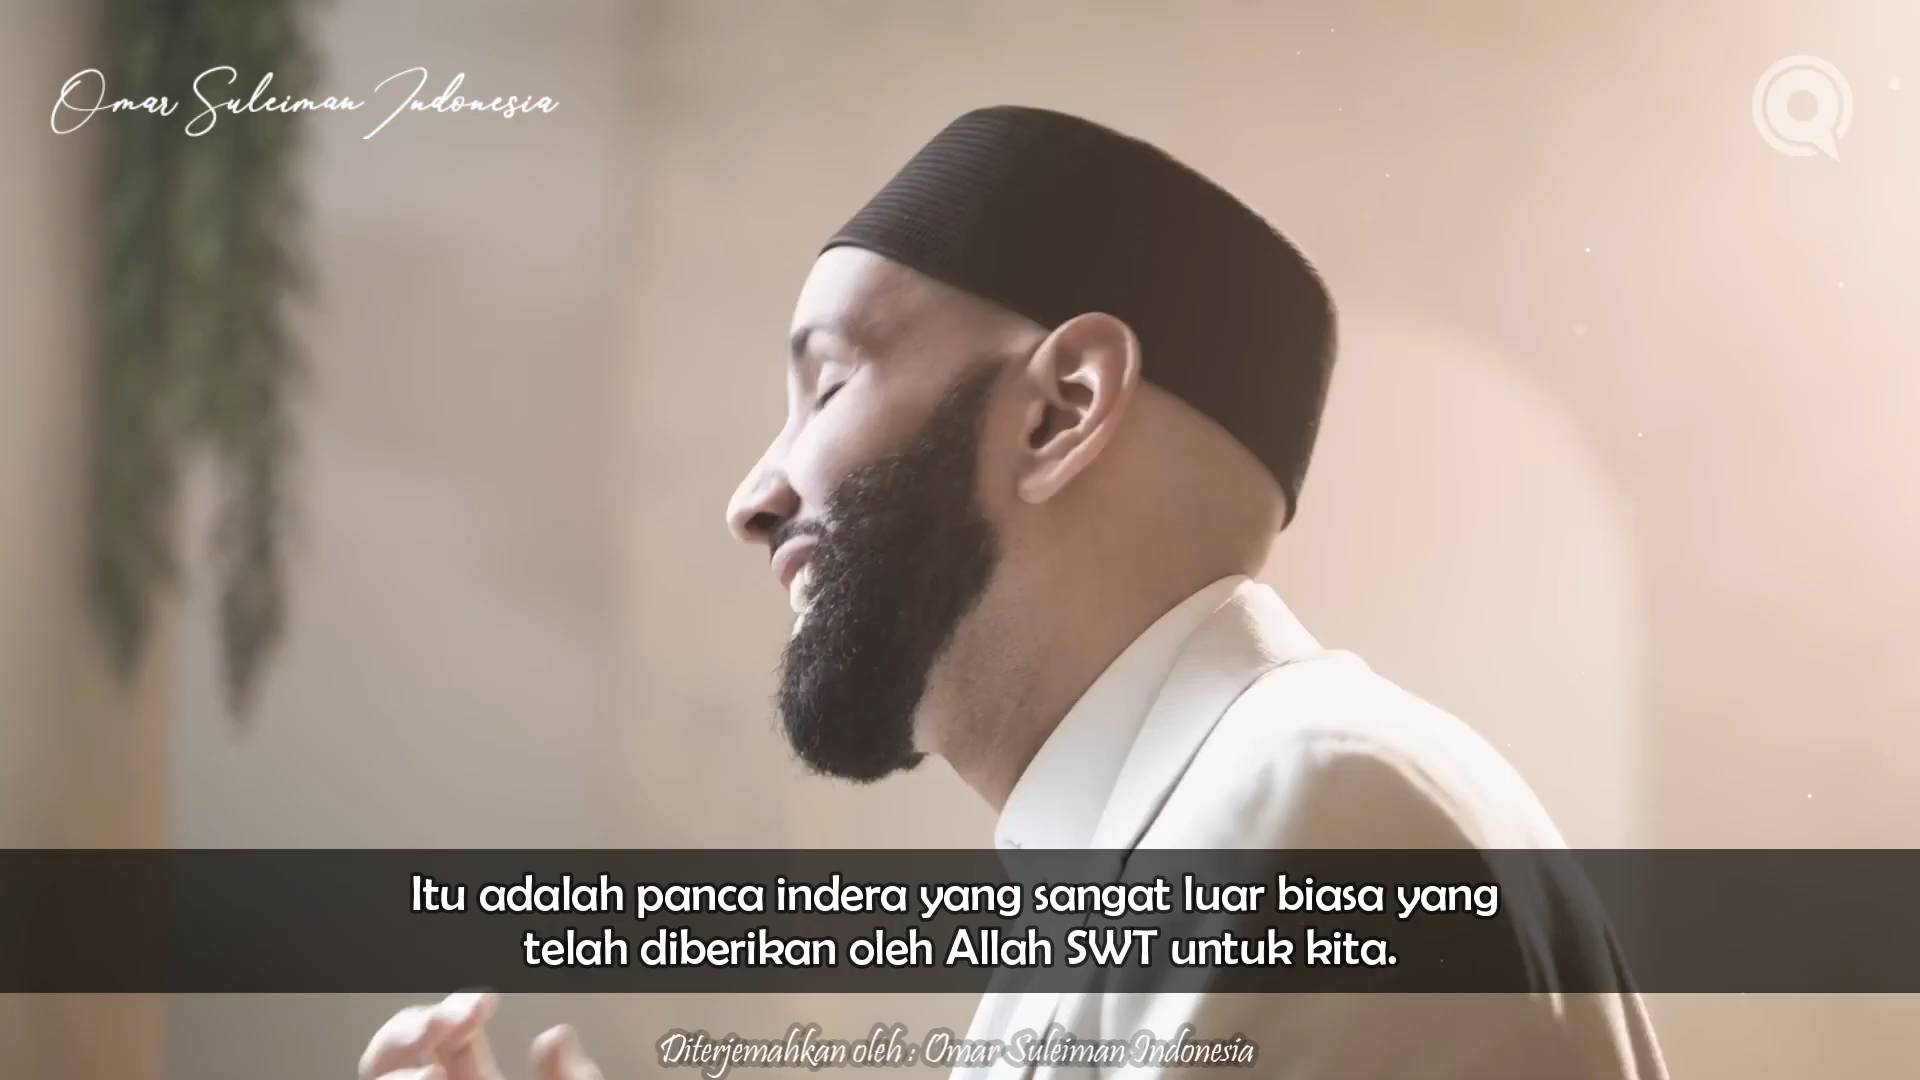 Omar Suleiman Indonesia
Itu adalah panca indera yang sangat luar biasa yang
telah diberikan oleh Allah SWT untuk kita.
Diterjemahkan oleh : Omar Suleiman Indonesia